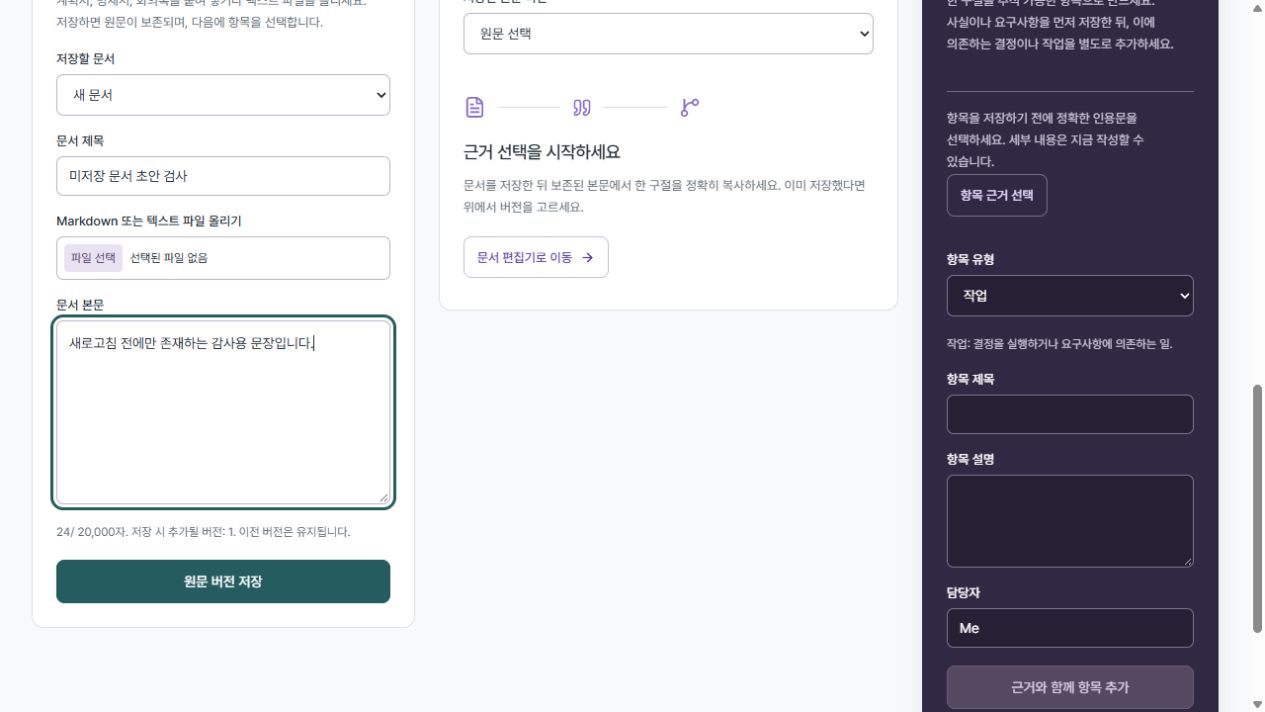 저장하면 원문이 보존되며, 다음에 항목을 선택합니다.
저장할 문서
새 문서
문서 제목
미저장 문서 초안 검사
Markdown 또는 텍스트 파일 올리기
파일 선택 선택된 파일 없음
문서 본문
새로고침 전에만 존재하는 감사용 문장입니다.
24/ 20,000자. 저장 시 추가될 버전: 1. 이전 버전은 유지됩니다.
원문 버전 저장
원문 선택
근거 선택을 시작하세요
문서를 저장한 뒤 보존된 본문에서 한 구절을 정확히 복사하세요. 이미 저장했다면
위에서 버전을 고르세요.
문서 편집기로 이동 →
사실이나 요구사항을 먼저 저장한 뒤, 이에
의존하는 결정이나 작업을 별도로 추가하세요.
항목을 저장하기 전에 정확한 인용문을
선택하세요. 세부 내용은 지금 작성할 수
있습니다.
항목 근거 선택
항목 유형
작업
작업: 결정을 실행하거나 요구사항에 의존하는 일.
항목 제목
항목 설명
담당자
Me
근거와 함께 항목 추가